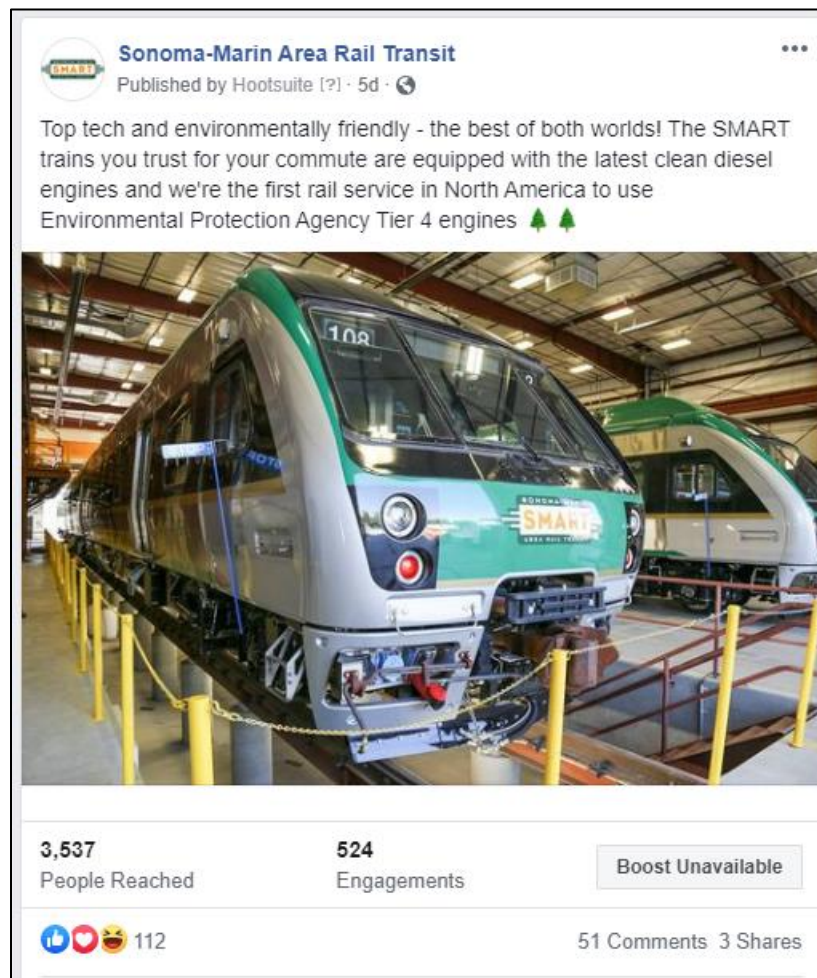 SMART
Sonoma-Marin Area Rail Transit
Published by Hootsuite [?] · 5d ·
Top tech and environmentally friendly - the best of both worlds! The SMART
trains you trust for your commute are equipped with the latest clean diesel
engines and we're the first rail service in North America to use
Environmental Protection Agency Tier 4 engines 🌲 🌲
108
SONOMA-MARIN
SMART
AREA RAIL TRANSIT
3,537
People Reached
524
Engagements
Boost Unavailable
112
51 Comments 3 Shares